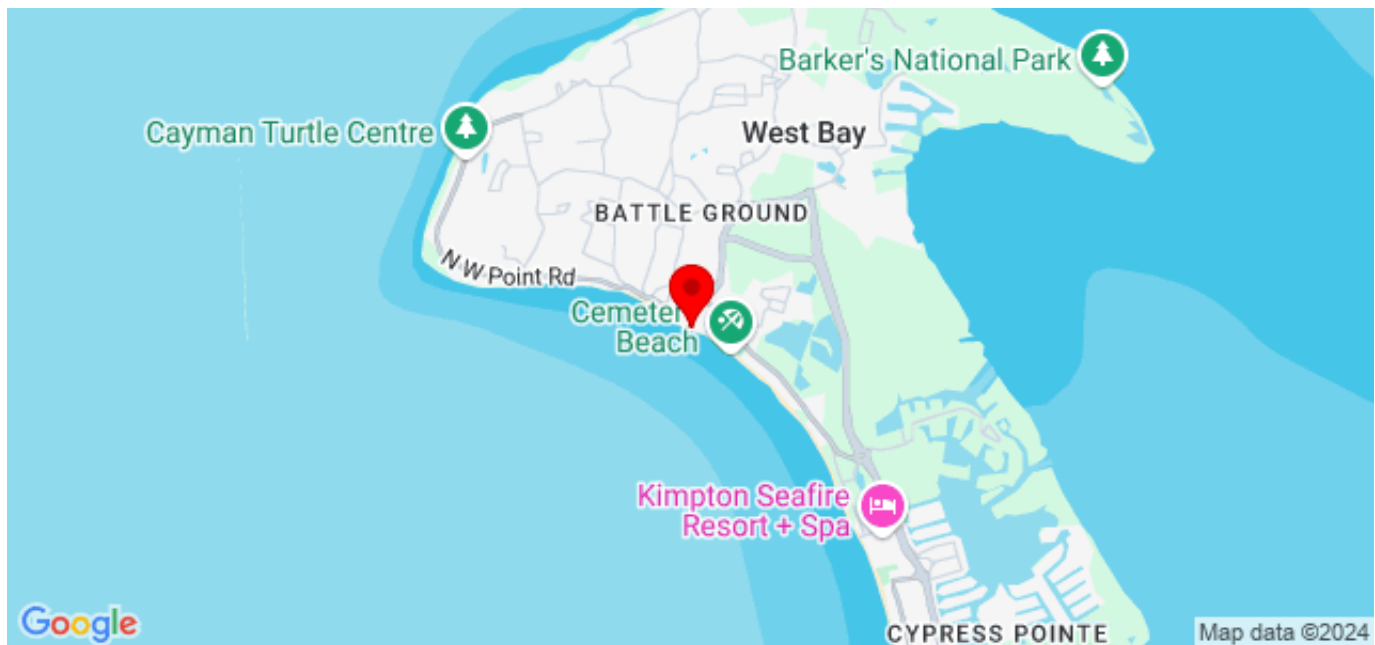 Barker's National Park
Cayman Turtle Centre
West Bay
BATTLE GROUND
N W Point Rd
Cemeter
Beach
Kimpton Seafire
Resort + Spa
CYPRESS POINTE
Google
Map data ©2024